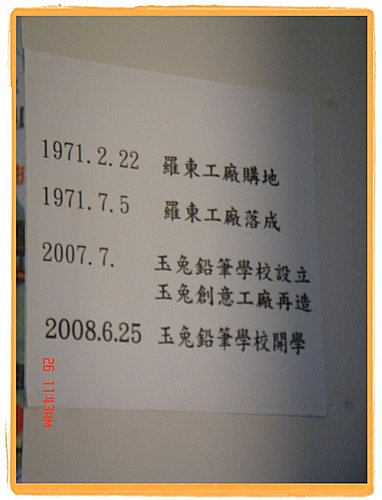 1971.2.22 羅東工廠購地
1971.7.5 羅東工廠落成
2007.7. 玉兔鉛筆學校設立
玉兔創意工廠再造
2008.6.25 玉兔鉛筆學校開學
26 11:43AM